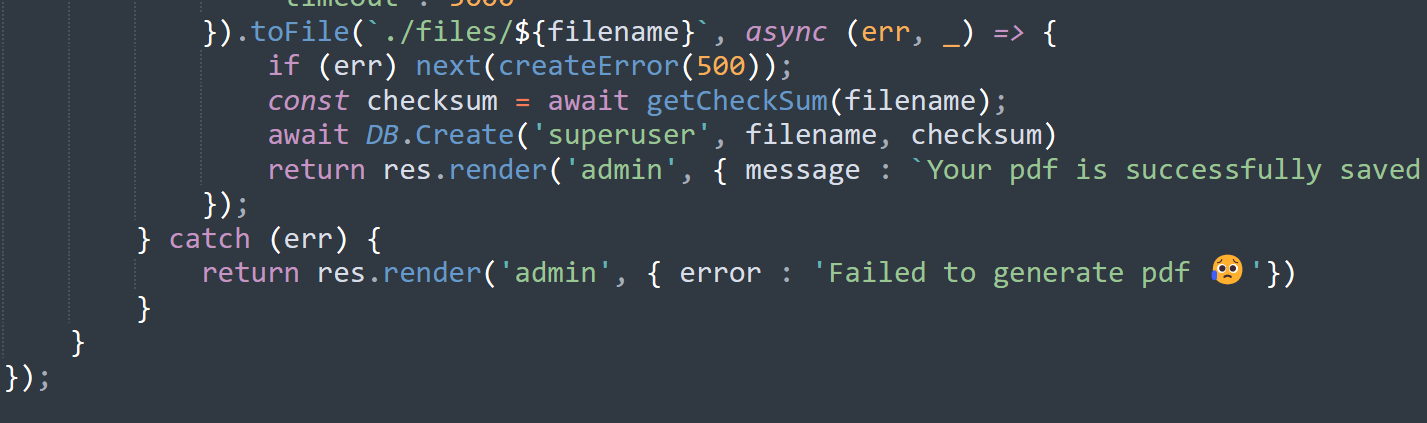 timeout : 5000
}).toFile(`./files/${filename}`, async (err, _) => {
if (err) next(createError(500));
const checksum = await getCheckSum(filename);
await DB.Create('superuser', filename, checksum)
return res.render('admin', { message : `Your pdf is successfully saved
});
} catch (err) {
return res.render('admin', { error : 'Failed to generate pdf 😥'})
}
}
});